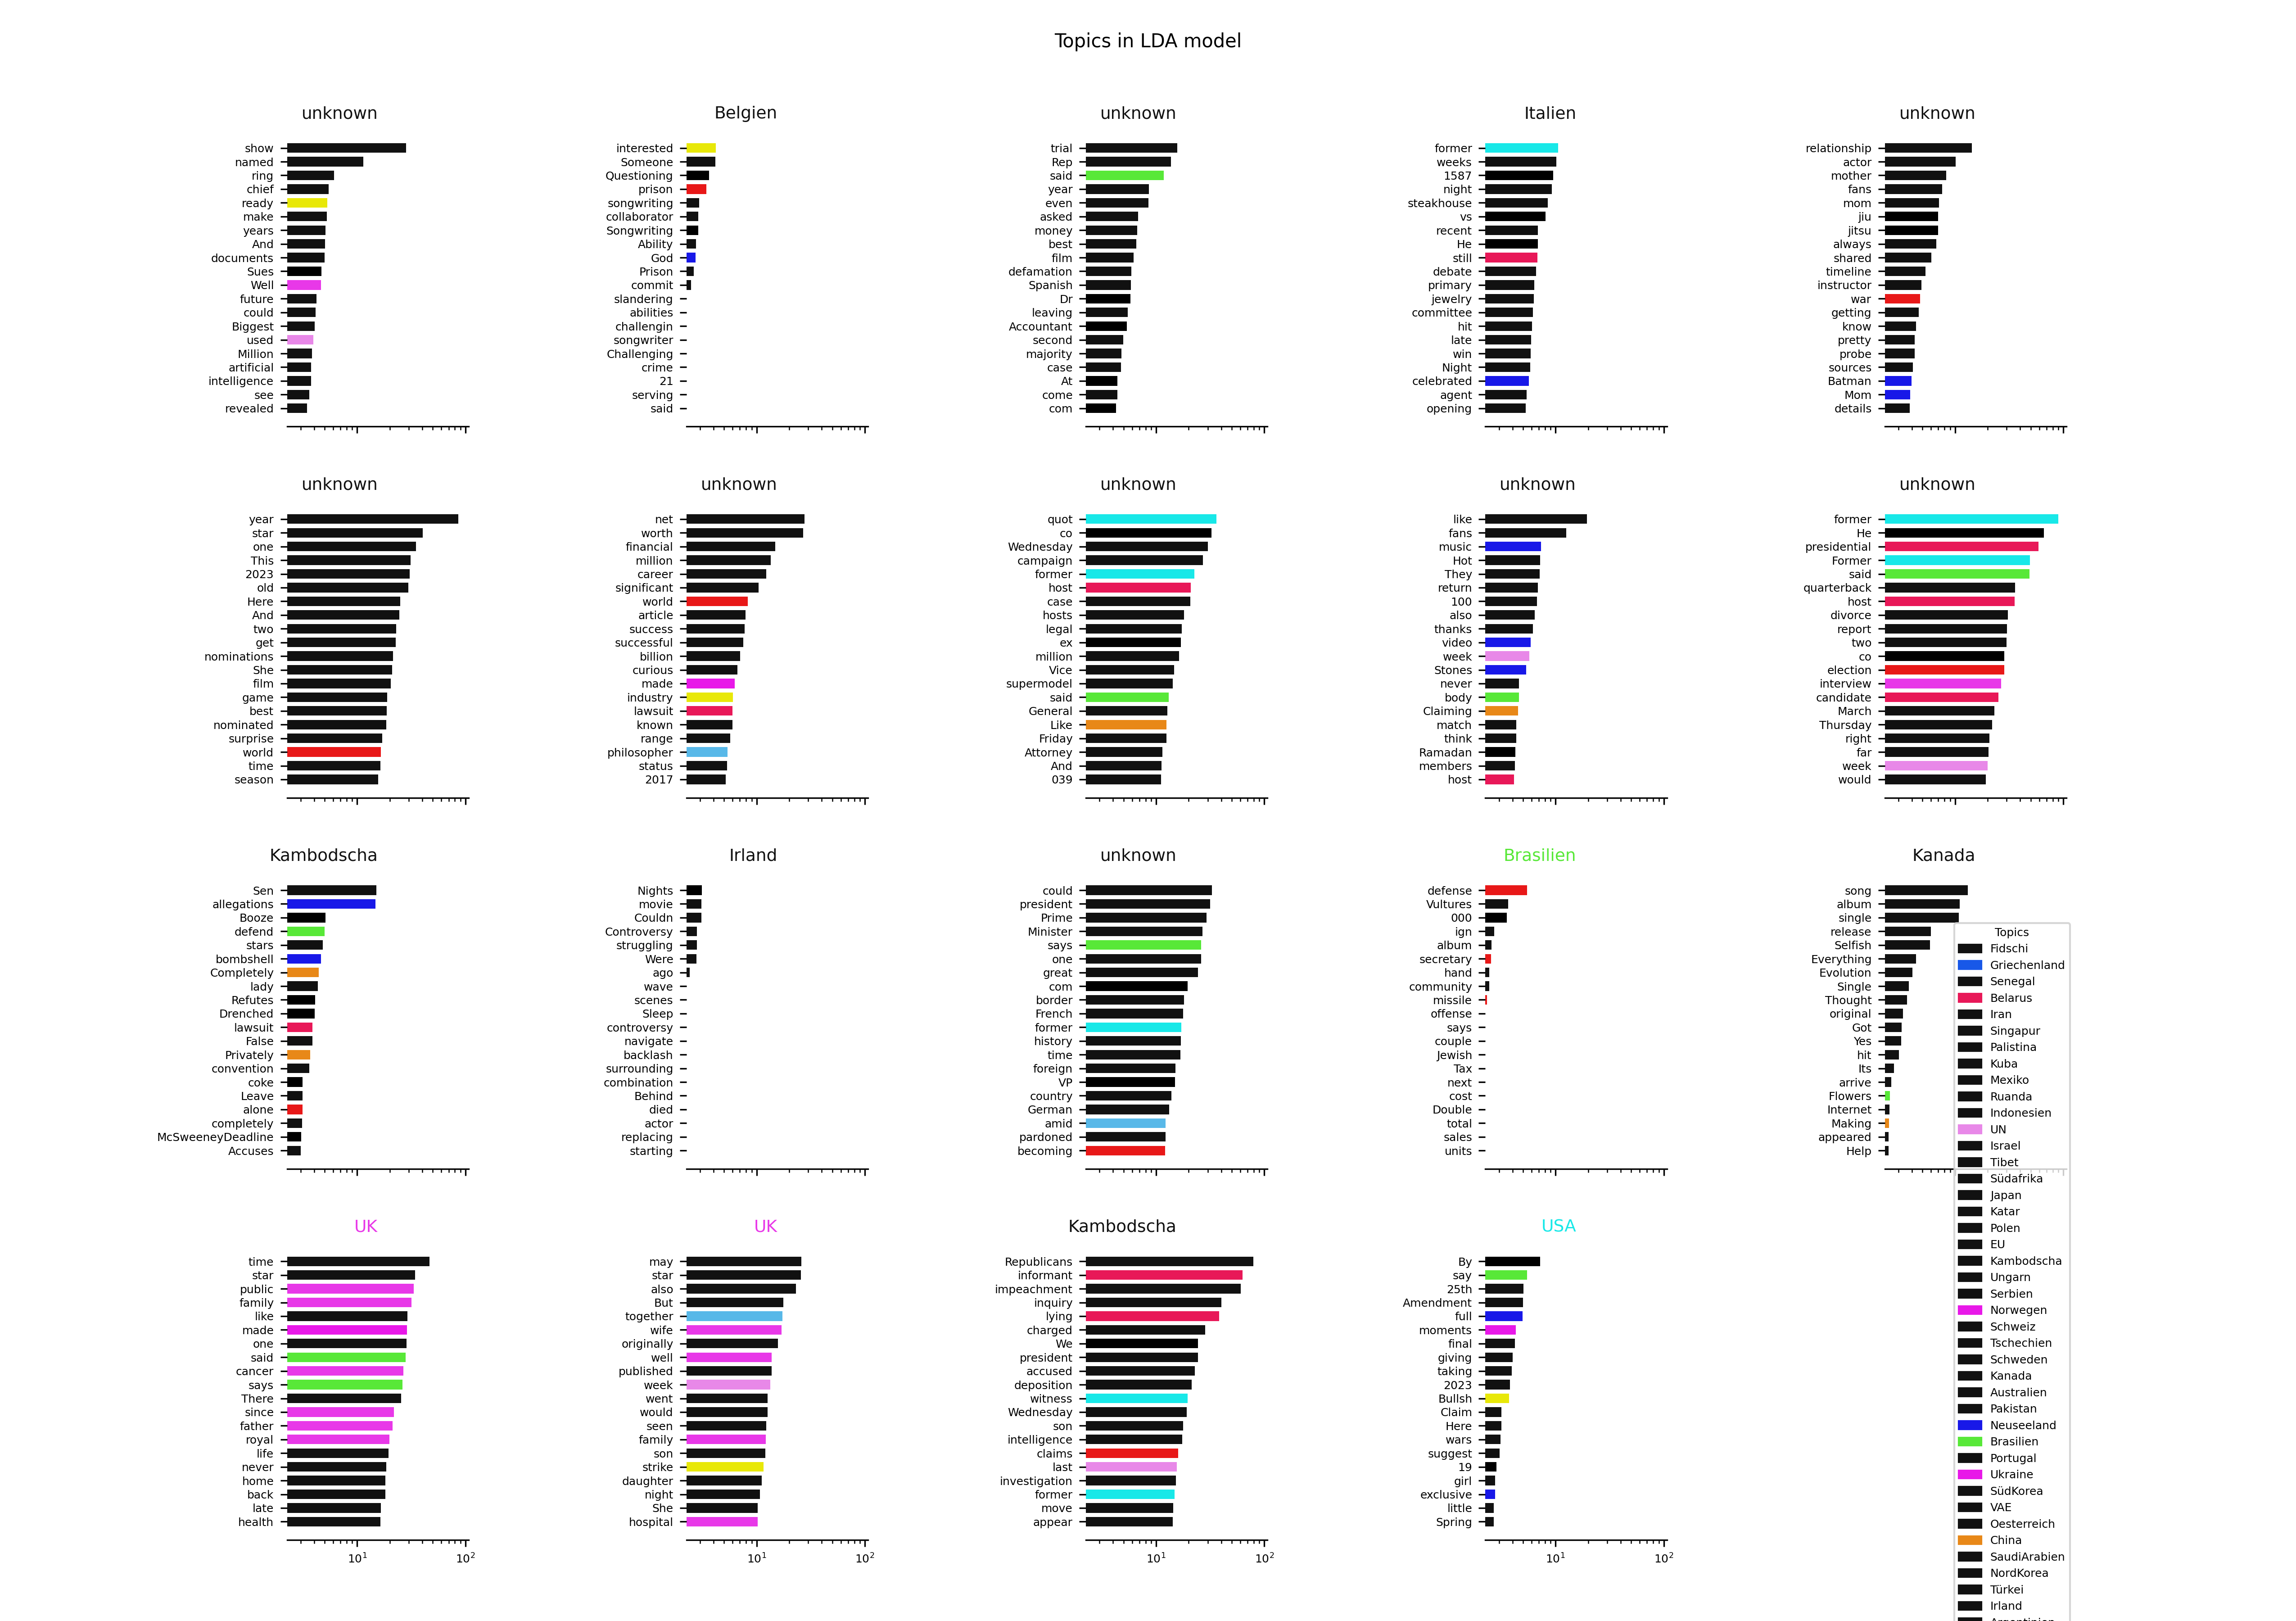 Topics in LDA model
unknown
show
named
ring
chief
ready
make
years
And
documents
Sues
Well
future
could
Biggest
used
Million
artificial
intelligence
see
revealed
Belgien
interested
Someone
Questioning
prison
songwriting
collaborator
Songwriting
Ability
God
Prison
commit
slandering
abilities
challengin
songwriter
Challenging
crime
21
serving
said
unknown
trial
Rep
said
year
even
asked
money
best
film
defamation
Spanish
Dr
leaving
Accountant
second
majority
case
At
come
com
Italien
former
weeks
1587
night
steakhouse
vs
recent
He
still
debate
primary
jewelry
committee
hit
late
win
Night
celebrated
agent
opening
unknown
relationship
actor
mother
fans
mom
jiu
jitsu
always
shared
timeline
instructor
war
getting
know
pretty
probe
sources
Batman
Mom
details
unknown
year
star
one
This
2023
old
Here
And
two
get
nominations
She
film
game
best
nominated
surprise
world
time
season
unknown
net
worth
financial
million
career
significant
world
article
success
successful
billion
curious
made
industry
lawsuit
known
range
philosopher
status
2017
unknown
quot
co
Wednesday
campaign
former
host
case
hosts
legal
ex
million
Vice
supermodel
said
General
Like
Friday
Attorney
And
039
unknown
like
fans
music
Hot
They
return
100
also
thanks
video
week
Stones
never
body
Claiming
match
think
Ramadan
members
host
unknown
former
He
presidential
Former
said
quarterback
host
divorce
report
two
co
election
interview
candidate
March
Thursday
right
far
week
would
Kambodscha
Sen
allegations
Booze
defend
stars
bombshell
Completely
lady
Refutes
Drenched
lawsuit
False
Privately
convention
coke
Leave
alone
completely
McSweeneyDeadline
Accuses
Irland
Nights
movie
Couldn
Controversy
struggling
Were
ago
wave
scenes
Sleep
controversy
navigate
backlash
surrounding
combination
Behind
died
actor
replacing
starting
unknown
could
president
Prime
Minister
says
one
great
com
border
French
former
history
time
foreign
VP
country
German
amid
pardoned
becoming
Brasilien
defense
Vultures
000
ign
album
secretary
hand
community
missile
offense
says
couple
Jewish
Tax
next
cost
Double
total
sales
units
Kanada
song
album
single
release
Selfish
Everything
Evolution
Single
Thought
original
Got
Yes
hit
Its
arrive
Flowers
Internet
Making
appeared
Help
UK
time
star
public
family
like
made
one
said
cancer
says
There
since
father
royal
life
never
home
back
late
health
10^1 10^2
UK
may
star
also
But
together
wife
originally
well
published
week
went
would
seen
family
son
strike
daughter
night
She
hospital
10^1 10^2
Kambodscha
Republicans
informant
impeachment
inquiry
lying
charged
We
president
accused
deposition
witness
Wednesday
son
intelligence
claims
last
investigation
former
move
appear
10^1 10^2
USA
By
say
25th
Amendment
full
moments
final
giving
taking
2023
Bullsh
Claim
Here
wars
suggest
19
girl
exclusive
little
Spring
10^1 10^2
Topics
Fidschi
Griechenland
Senegal
Belarus
Iran
Singapur
Palistina
Kuba
Mexiko
Ruanda
Indonesien
UN
Israel
Tibet
Südafrika
Japan
Katar
Polen
EU
Kambodscha
Ungarn
Serbien
Norwegen
Schweiz
Tschechien
Schweden
Kanada
Australien
Pakistan
Neuseeland
Brasilien
Portugal
Ukraine
SüdKorea
VAE
Oesterreich
China
SaudiArabien
NordKorea
Türkei
Irland